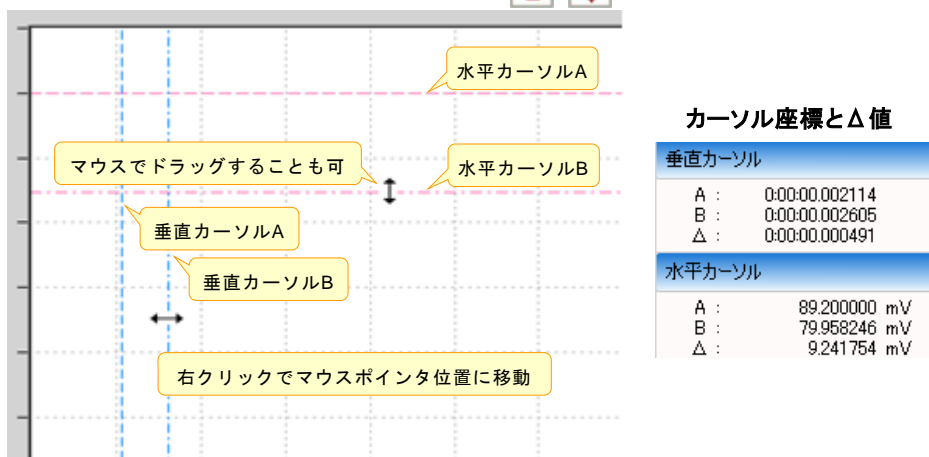 水平カーソルA
マウスでドラッグすることも可
水平カーソルB
垂直カーソルA
垂直カーソルB
右クリックでマウスポインタ位置に移動
カーソル座標とΔ値
垂直カーソル
A : 0:00:00.002114
B : 0:00:00.002605
Δ : 0:00:00.000491
水平カーソル
A : 89.200000 mV
B : 79.958246 mV
Δ : 9.241754 mV